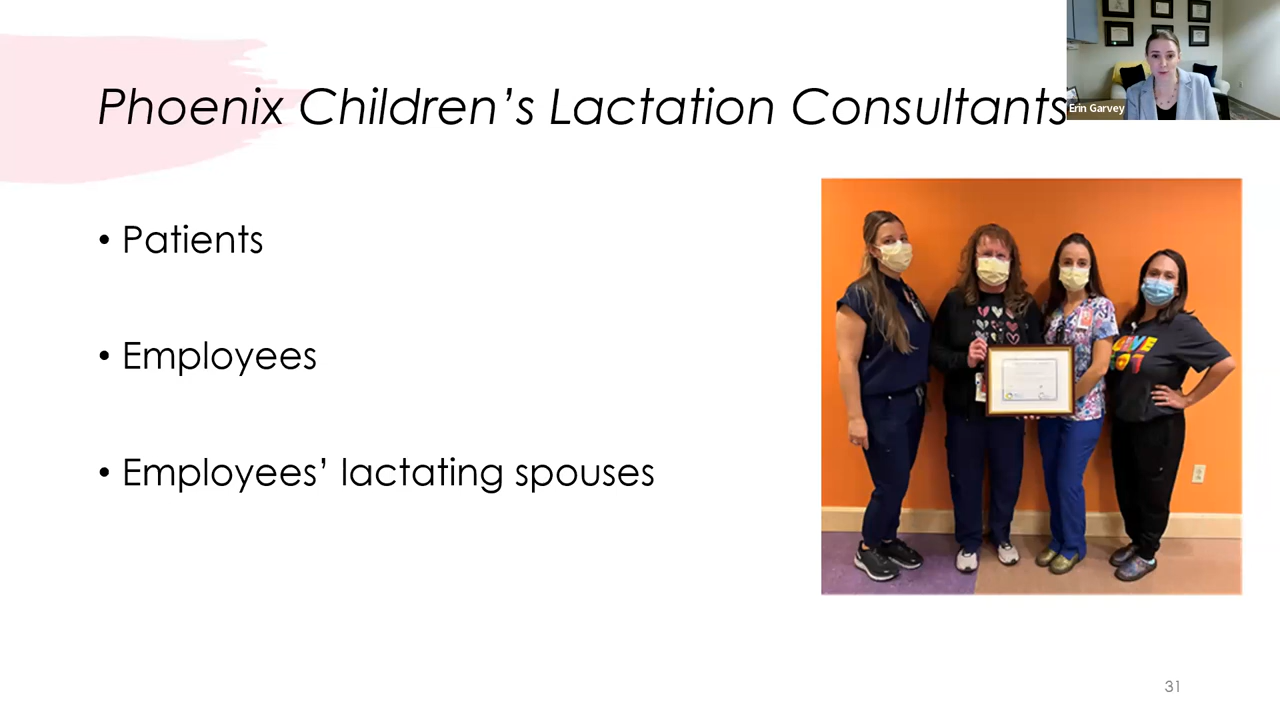 Phoenix Children’s Lactation Consultants
Erin Garvey
• Patients
• Employees
• Employees’ lactating spouses
31